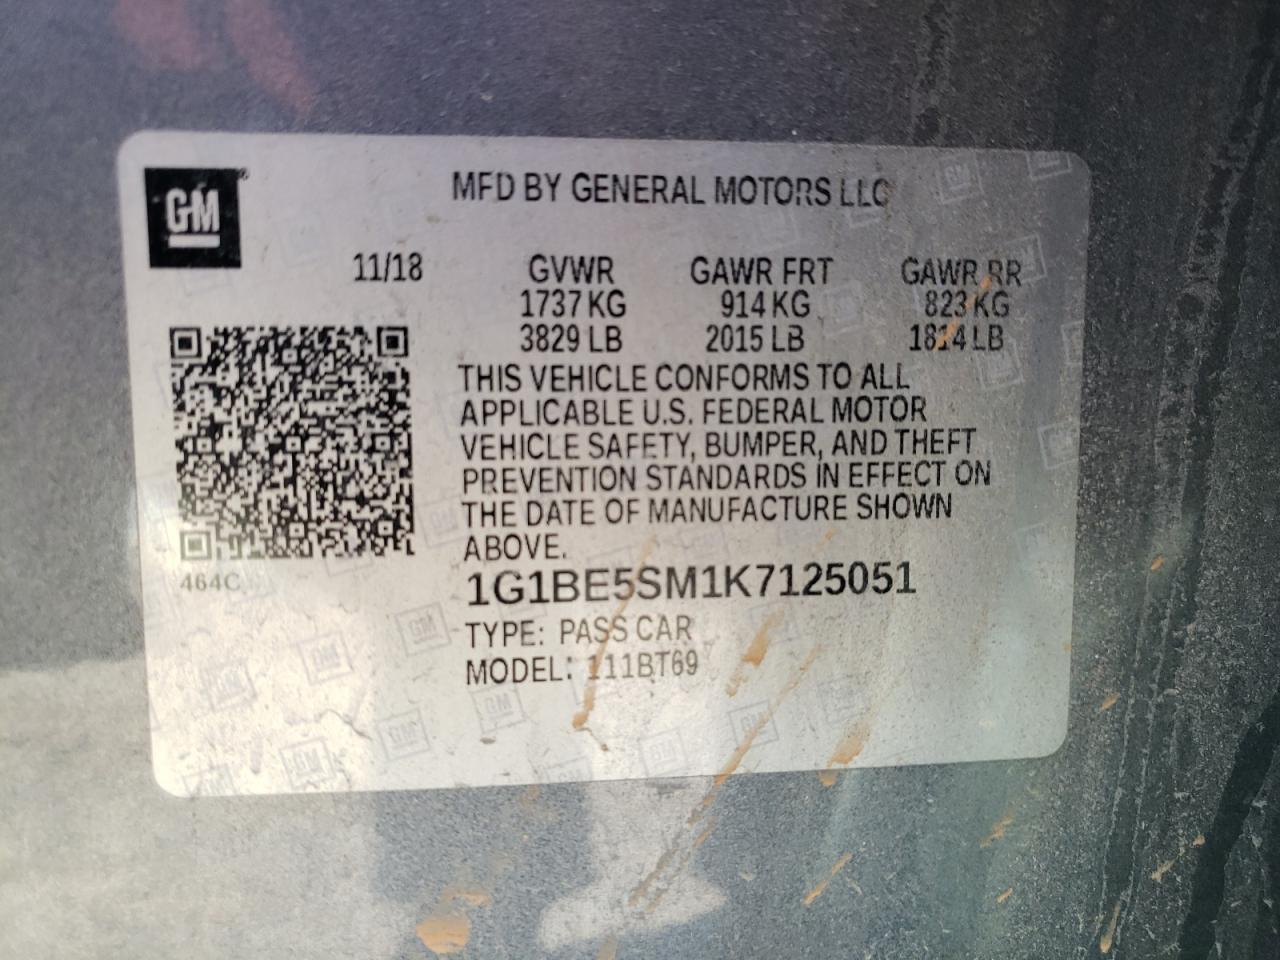 GM
MFD BY GENERAL MOTORS LLC
11/18 GVWR GAWR FRT GAWR RR
1737 KG 914 KG 823 KG
3829 LB 2015 LB 1814 LB
THIS VEHICLE CONFORMS TO ALL
APPLICABLE U.S. FEDERAL MOTOR
VEHICLE SAFETY, BUMPER, AND THEFT
PREVENTION STANDARDS IN EFFECT ON
THE DATE OF MANUFACTURE SHOWN
ABOVE.
464C
1G1BE5SM1K7125051
TYPE: PASS CAR
MODEL: 111BT69